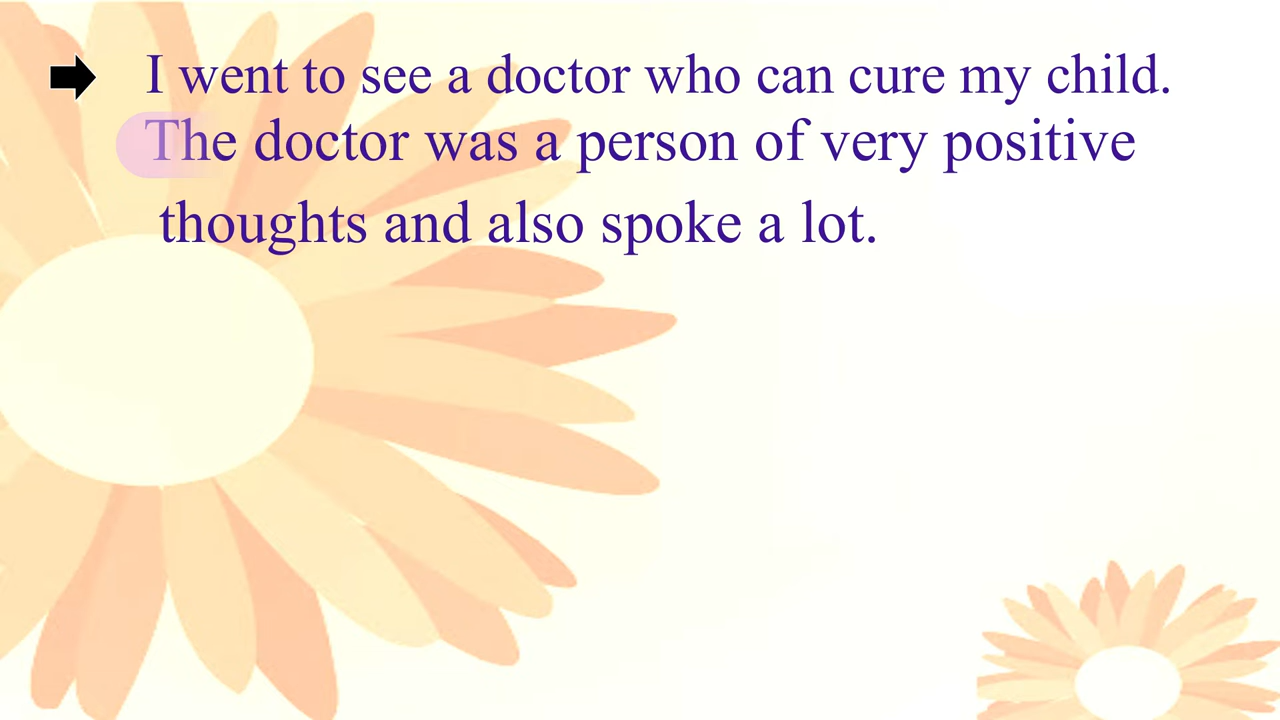 I went to see a doctor who can cure my child.
The doctor was a person of very positive
thoughts and also spoke a lot.